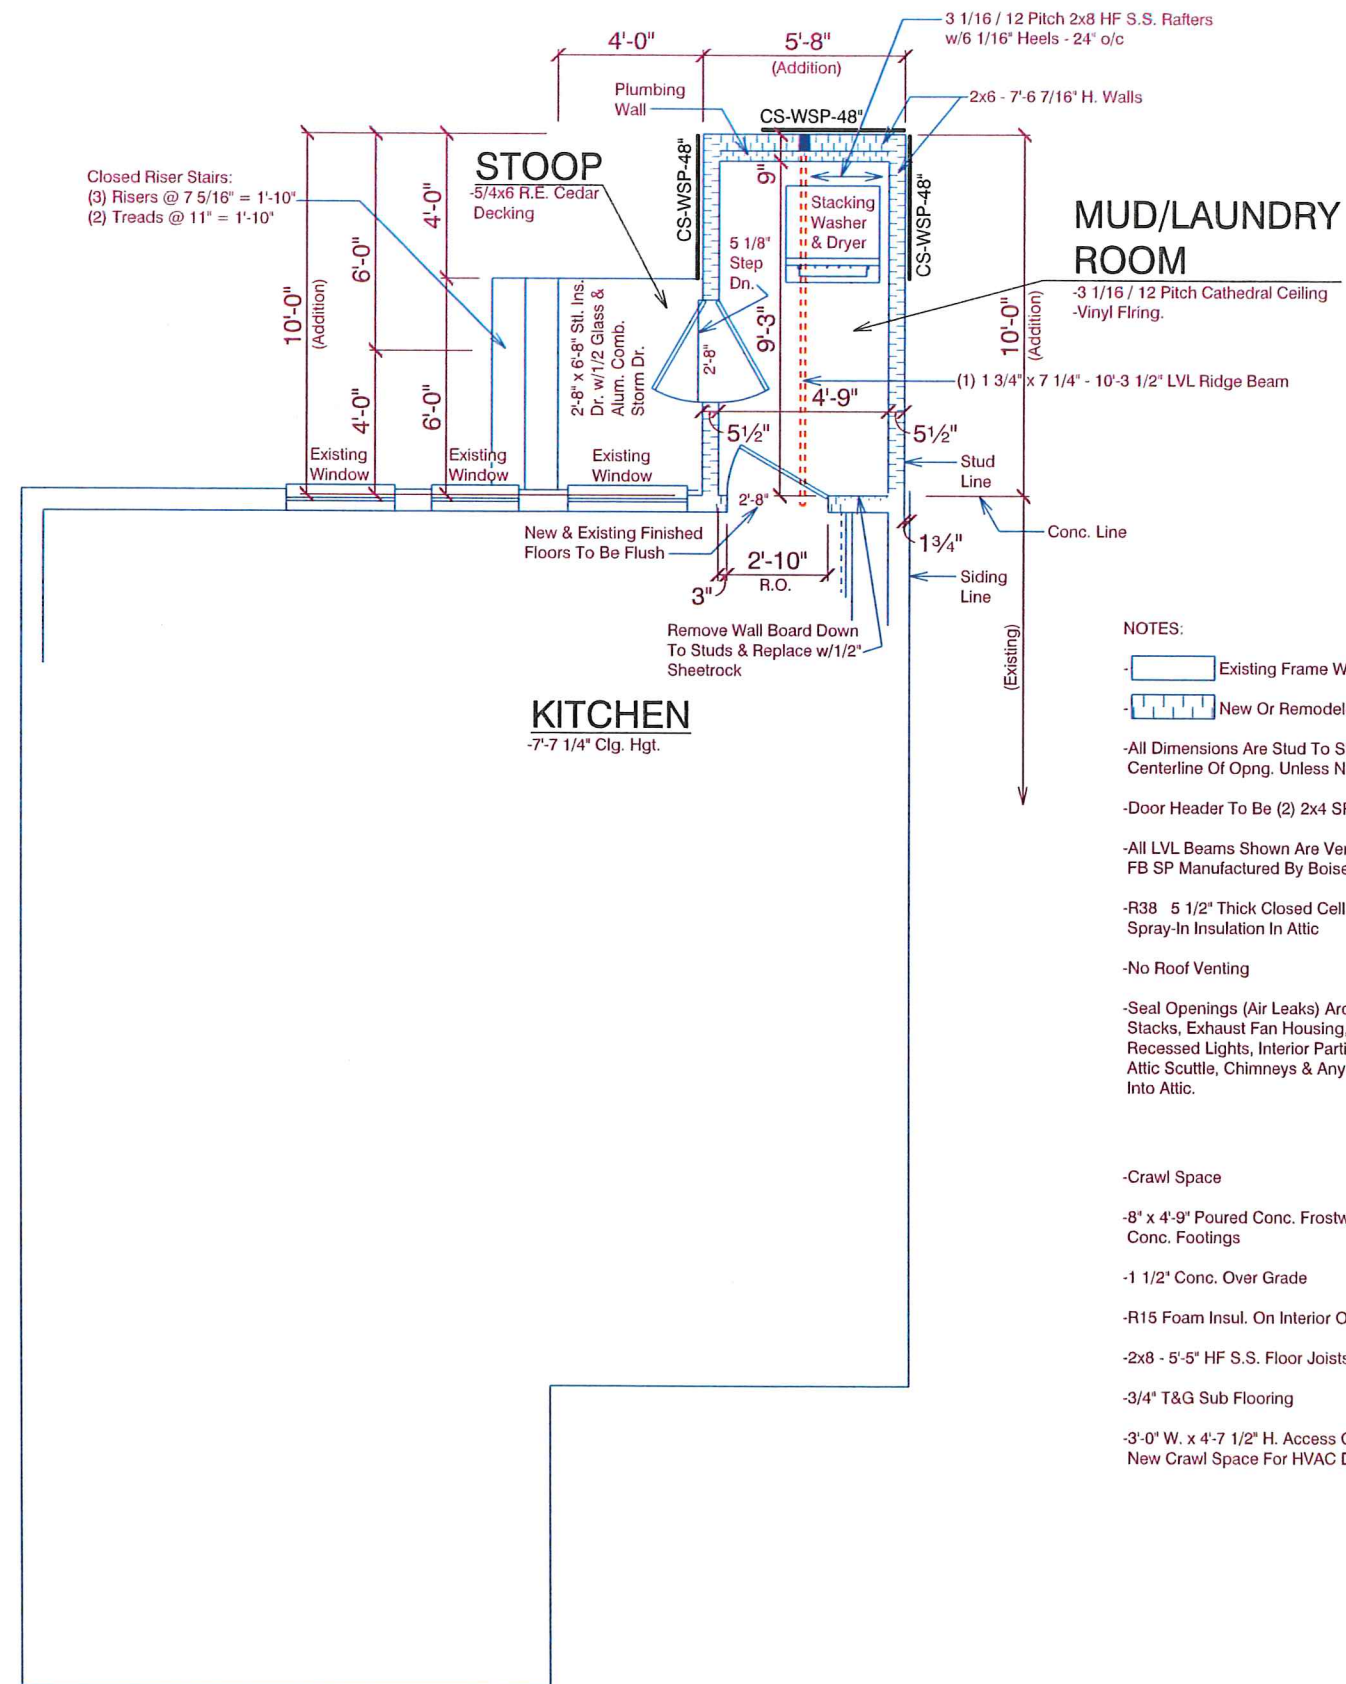 3 1/16 / 12 Pitch 2x8 HF S.S. Rafters
w/6 1/16" Heels - 24" o/c
4'-0"
5'-8"
(Addition)
Plumbing
Wall
2x6 - 7'-6 7/16" H. Walls
CS-WSP-48"
CS-WSP-48"
CS-WSP-48"
Closed Riser Stairs:
(3) Risers @ 7 5/16" = 1'-10"
(2) Treads @ 11" = 1'-10"
STOOP
-5/4x6 R.E. Cedar
Decking
10'-0"
(Addition)
6'-0"
4'-0"
4'-0"
6'-0"
9"
Stacking
Washer
& Dryer
5 1/8"
Step
Dn.
9'-3"
2'-8"
2'-8" x 6'-8" Stl. Ins.
Dr. w/1/2 Glass &
Alum. Comb.
Storm Dr.
MUD/LAUNDRY
ROOM
-3 1/16 / 12 Pitch Cathedral Ceiling
-Vinyl Flring.
10'-0"
(Addition)
(1) 1 3/4" x 7 1/4" - 10'-3 1/2" LVL Ridge Beam
4'-9"
5½"
5½"
Existing
Window
Existing
Window
Existing
Window
Stud
Line
2'-8"
New & Existing Finished
Floors To Be Flush
Conc. Line
1¾"
2'-10"
R.O.
3"
Siding
Line
Remove Wall Board Down
To Studs & Replace w/1/2"
Sheetrock
(Existing)
KITCHEN
-7'-7 1/4" Clg. Hgt.
NOTES:
- Existing Frame W
- New Or Remodel
-All Dimensions Are Stud To S
Centerline Of Opng. Unless N
-Door Header To Be (2) 2x4 SP
-All LVL Beams Shown Are Ver
FB SP Manufactured By Boise
-R38 5 1/2" Thick Closed Cell
Spray-In Insulation In Attic
-No Roof Venting
-Seal Openings (Air Leaks) Aro
Stacks, Exhaust Fan Housing,
Recessed Lights, Interior Parti
Attic Scuttle, Chimneys & Any
Into Attic.
-Crawl Space
-8" x 4'-9" Poured Conc. Frostw
Conc. Footings
-1 1/2" Conc. Over Grade
-R15 Foam Insul. On Interior O
-2x8 - 5'-5" HF S.S. Floor Joists
-3/4" T&G Sub Flooring
-3'-0" W. x 4'-7 1/2" H. Access O
New Crawl Space For HVAC D